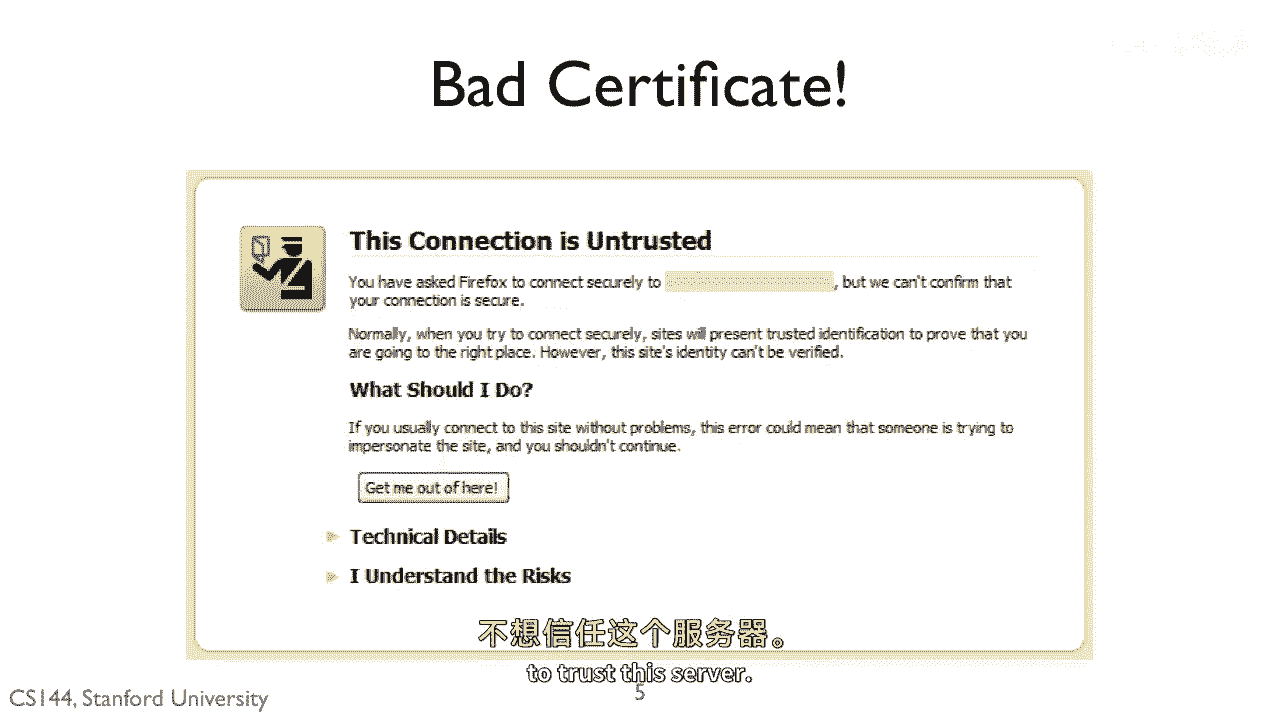 Bad Certificate!
This Connection is Untrusted
You have asked Firefox to connect securely to , but we can't confirm that
your connection is secure.
Normally, when you try to connect securely, sites will present trusted identification to prove that you
are going to the right place. However, this site's identity can't be verified.
What Should I Do?
If you usually connect to this site without problems, this error could mean that someone is trying to
impersonate the site, and you shouldn't continue.
Get me out of here!
Technical Details
I Understand the Risks
不想信任这个服务器。
to trust this server.
CS144, Stanford University
5